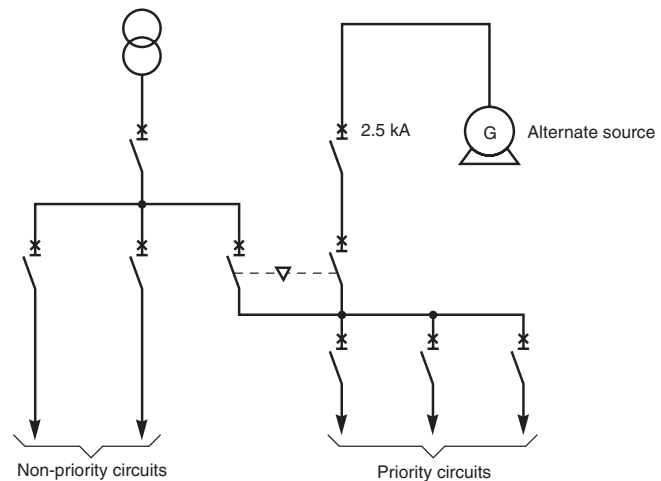 2.5 kA
G
Alternate source
Non-priority circuits
Priority circuits